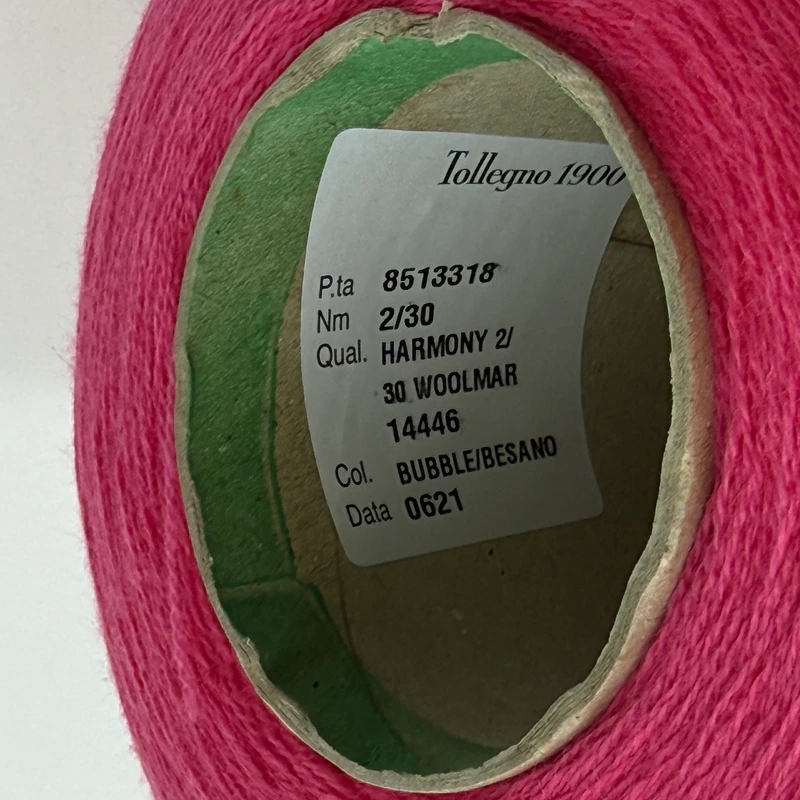 Tollegno 1900
P.ta 8513318
Nm 2/30
Qual. HARMONY 2/
30 WOOLMAR
14446
Col. BUBBLE/BESANO
Data 0621